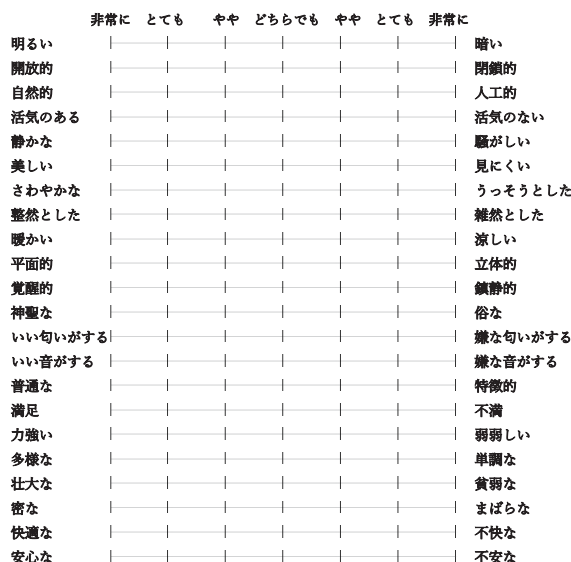 非常に とても やや どちらでも やや とても 非常に
明るい 暗い
開放的 閉鎖的
自然的 人工的
活気のある 活気のない
静かな 騒がしい
美しい 見にくい
さわやかな うっそうとした
整然とした 雑然とした
暖かい 涼しい
平面的 立体的
覚醒的 鎮静的
神聖な 俗な
いい匂いがする 嫌な匂いがする
いい音がする 嫌な音がする
普通な 特徴的
満足 不満
力強い 弱弱しい
多様な 単調な
壮大な 貧弱な
密な まばらな
快適な 不快な
安心な 不安な